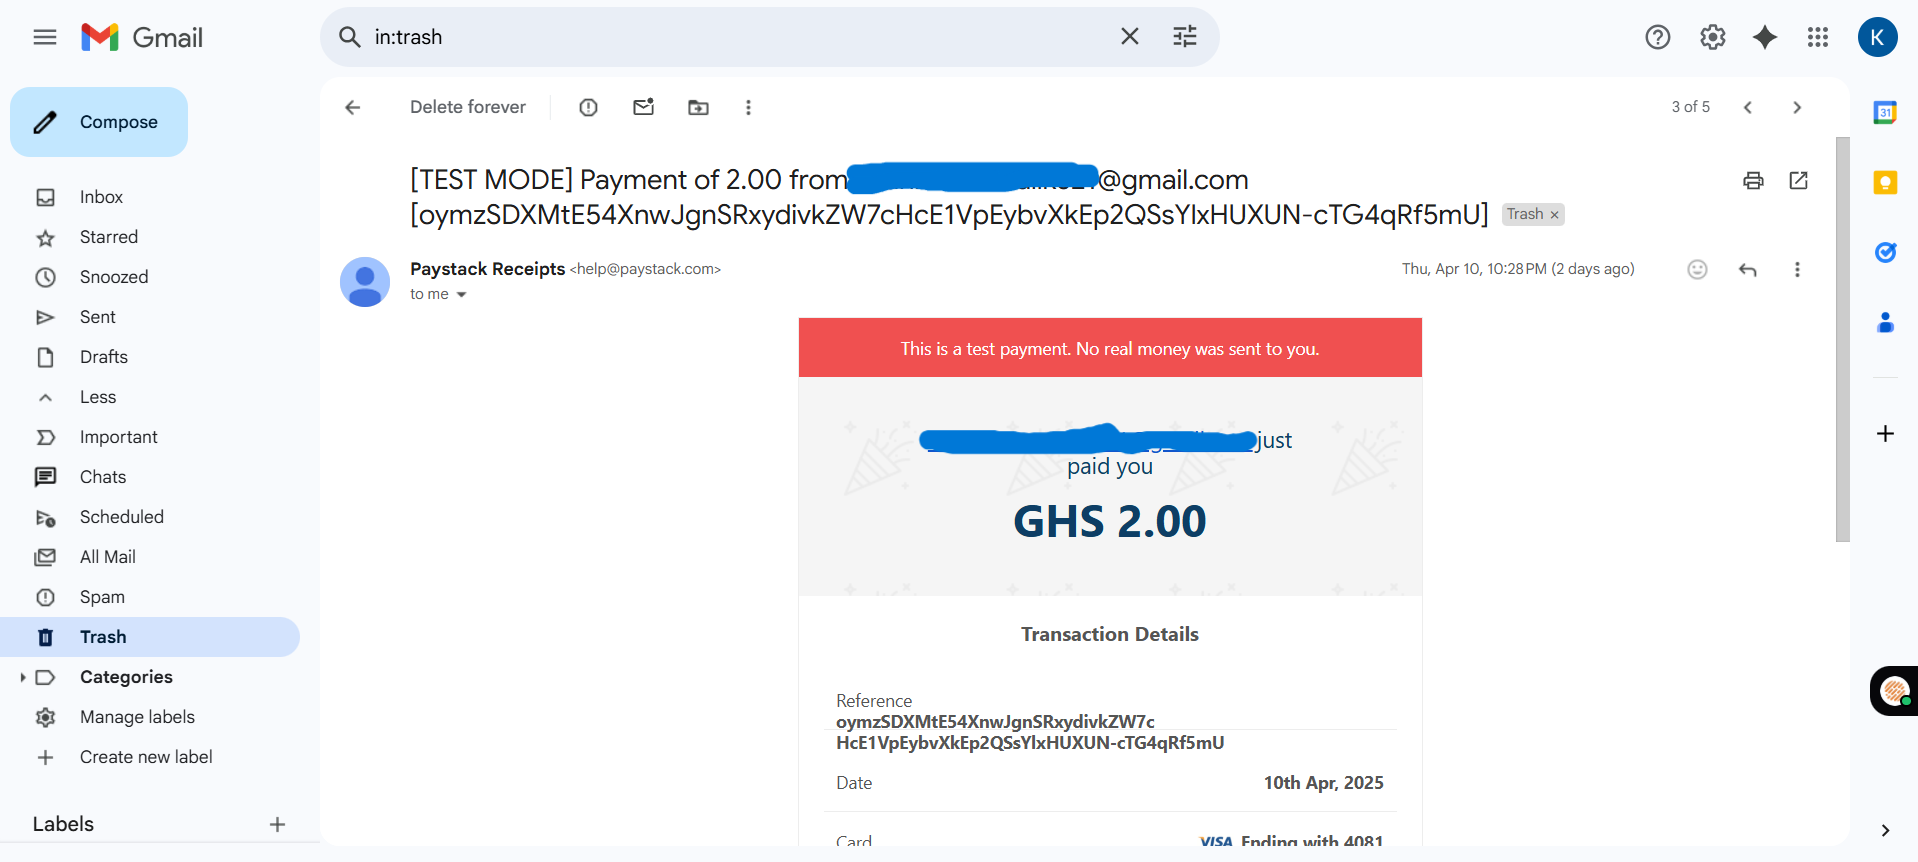 Gmail
in:trash
K
Compose
Delete forever
3 of 5
31
Inbox
Starred
Snoozed
Sent
Drafts
Less
Important
Chats
Scheduled
All Mail
Spam
Trash
Categories
Manage labels
Create new label
Labels
[TEST MODE] Payment of 2.00 from @gmail.com
[oymzSDXMtE54XnwJgnSRxydivkZW7cHcE1VpEybvXkEp2QSsYlxHUXUN-cTG4qRf5mU] Trash ×
Paystack Receipts <help@paystack.com>
Thu, Apr 10, 10:28 PM (2 days ago)
to me
This is a test payment. No real money was sent to you.
just
paid you
GHS 2.00
Transaction Details
Reference
oymzSDXMtE54XnwJgnSRxydivkZW7c
HcE1VpEybvXkEp2QSsYlxHUXUN-cTG4qRf5mU
Date 10th Apr, 2025
Card VISA Ending with 4081